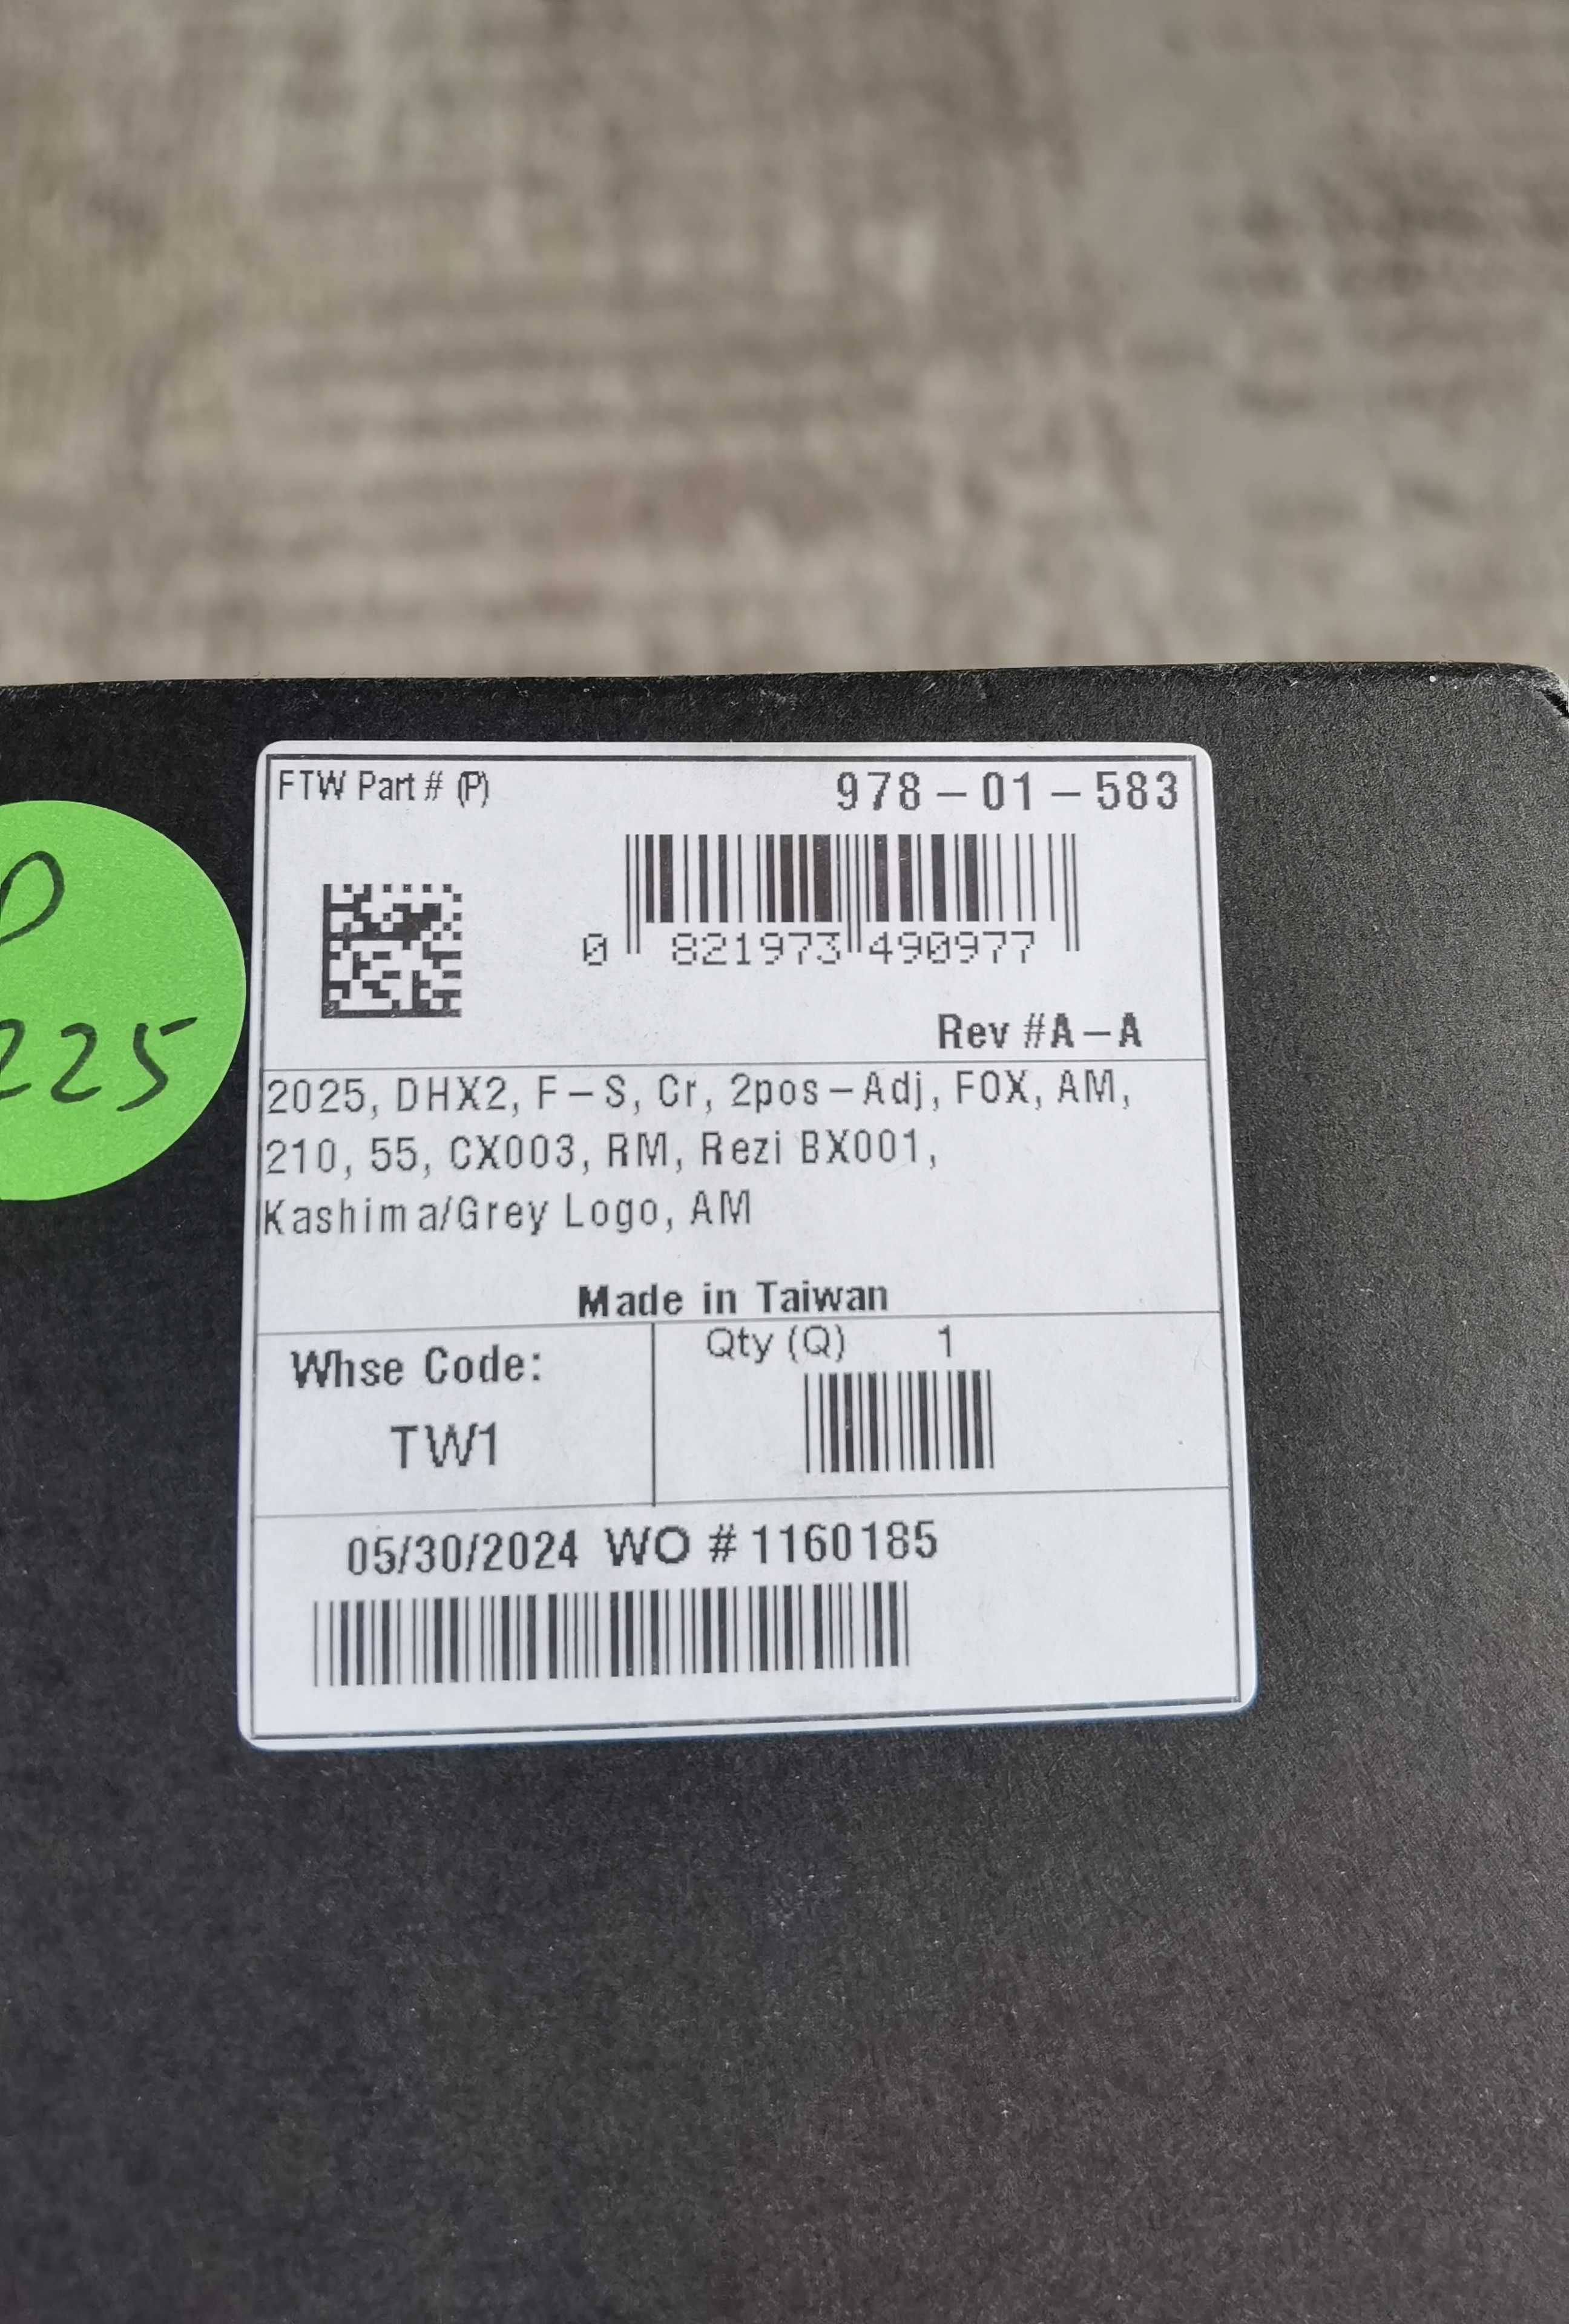 FTW Part # (P)
978-01-583
0 821973 490977
Rev #A-A
225
2025, DHX2, F-S, Cr, 2pos-Adj, FOX, AM,
210, 55, CX003, RM, Rezi BX001,
Kashima/Grey Logo, AM
Made in Taiwan
Whse Code:
TW1
Qty (Q) 1
05/30/2024 WO # 1160185